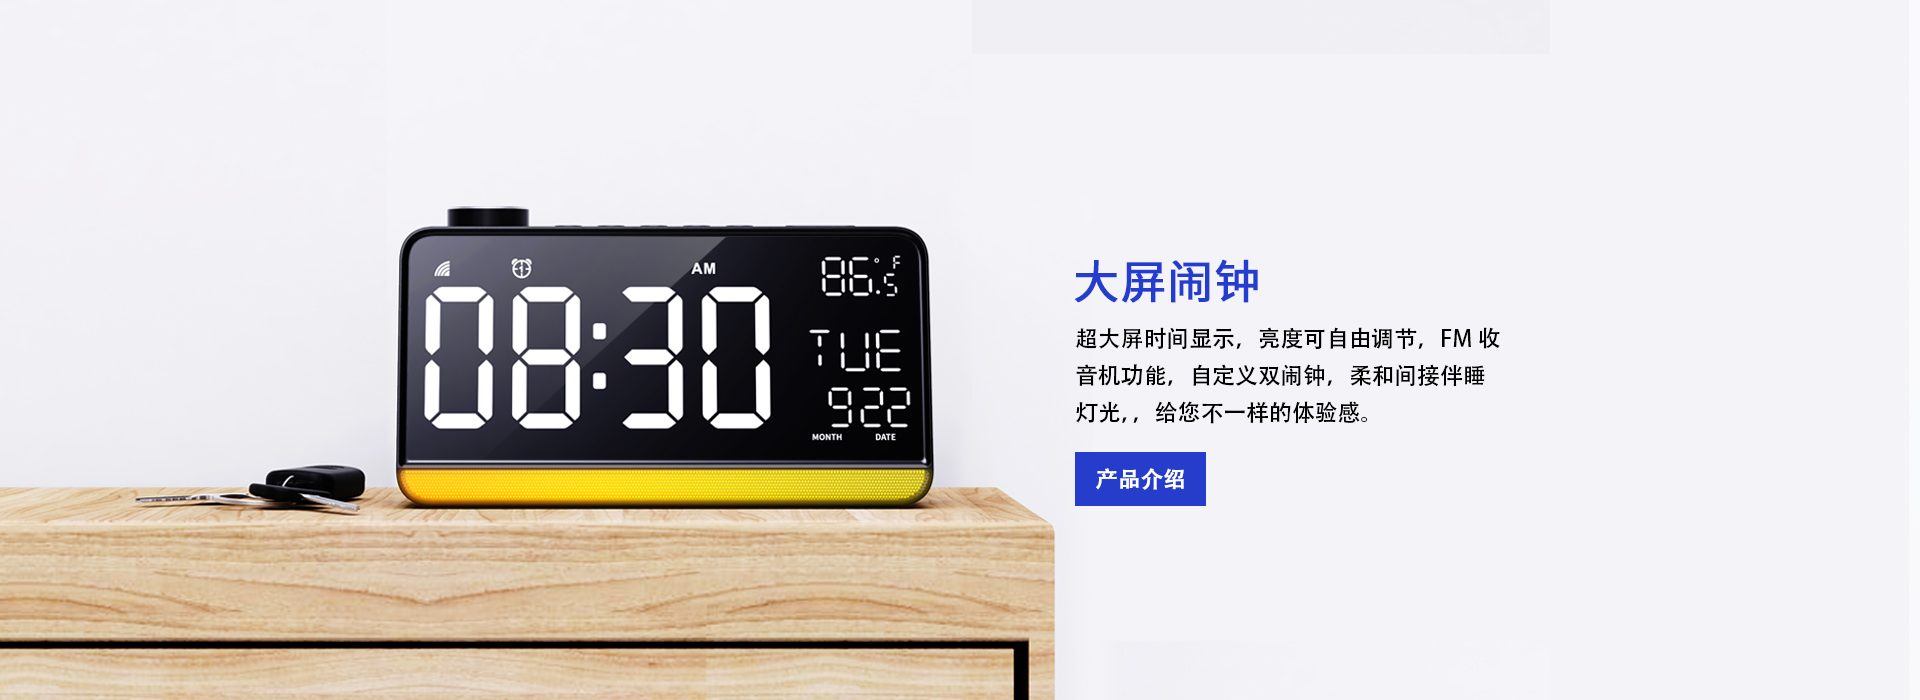 AM
08:30
86.5°F
TUE
922
MONTH DATE
大屏闹钟
超大屏时间显示，亮度可自由调节，FM 收
音机功能，自定义双闹钟，柔和间接伴睡
灯光,，给您不一样的体验感。
产品介绍